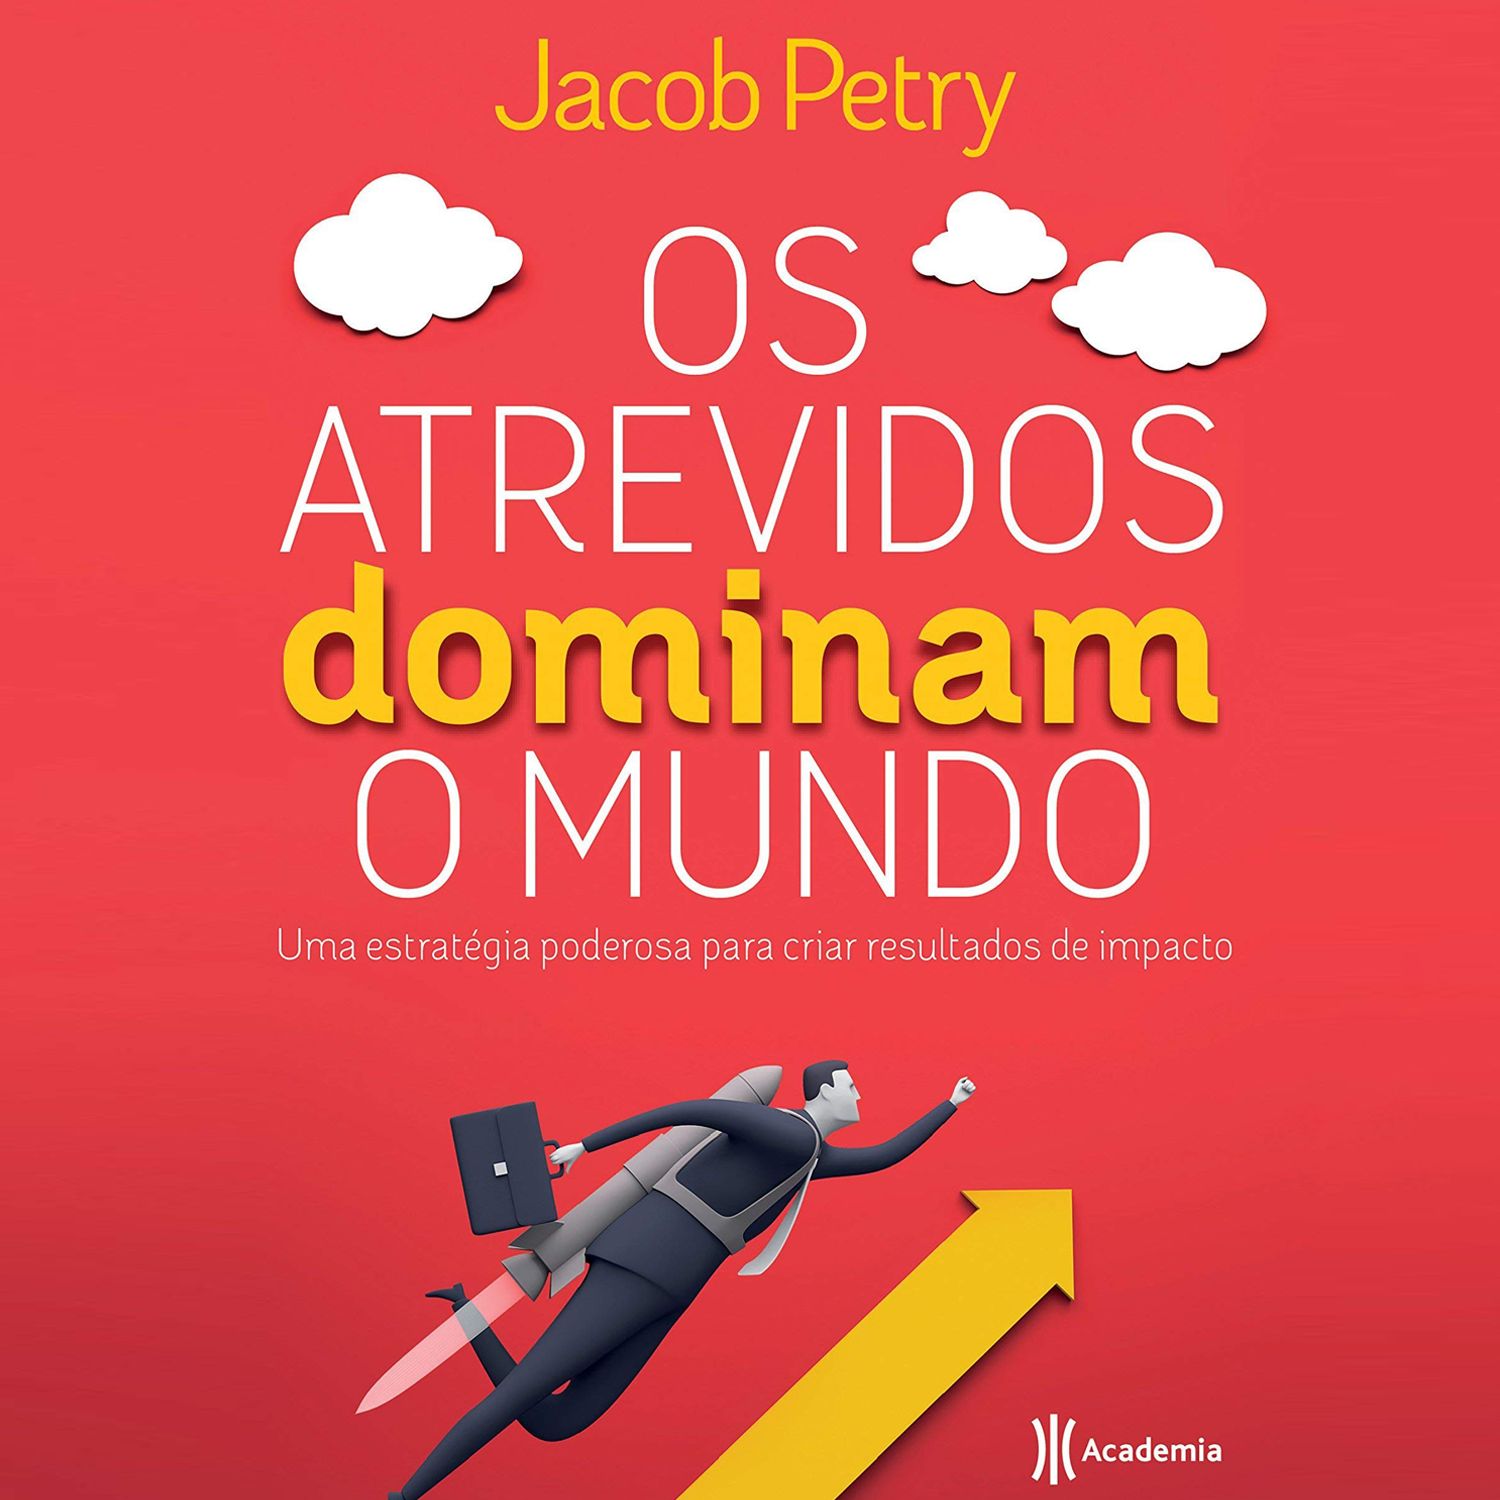 Jacob Petry
OS
ATREVIDOS
dominam
O MUNDO
Uma estratégia poderosa para criar resultados de impacto
Academia